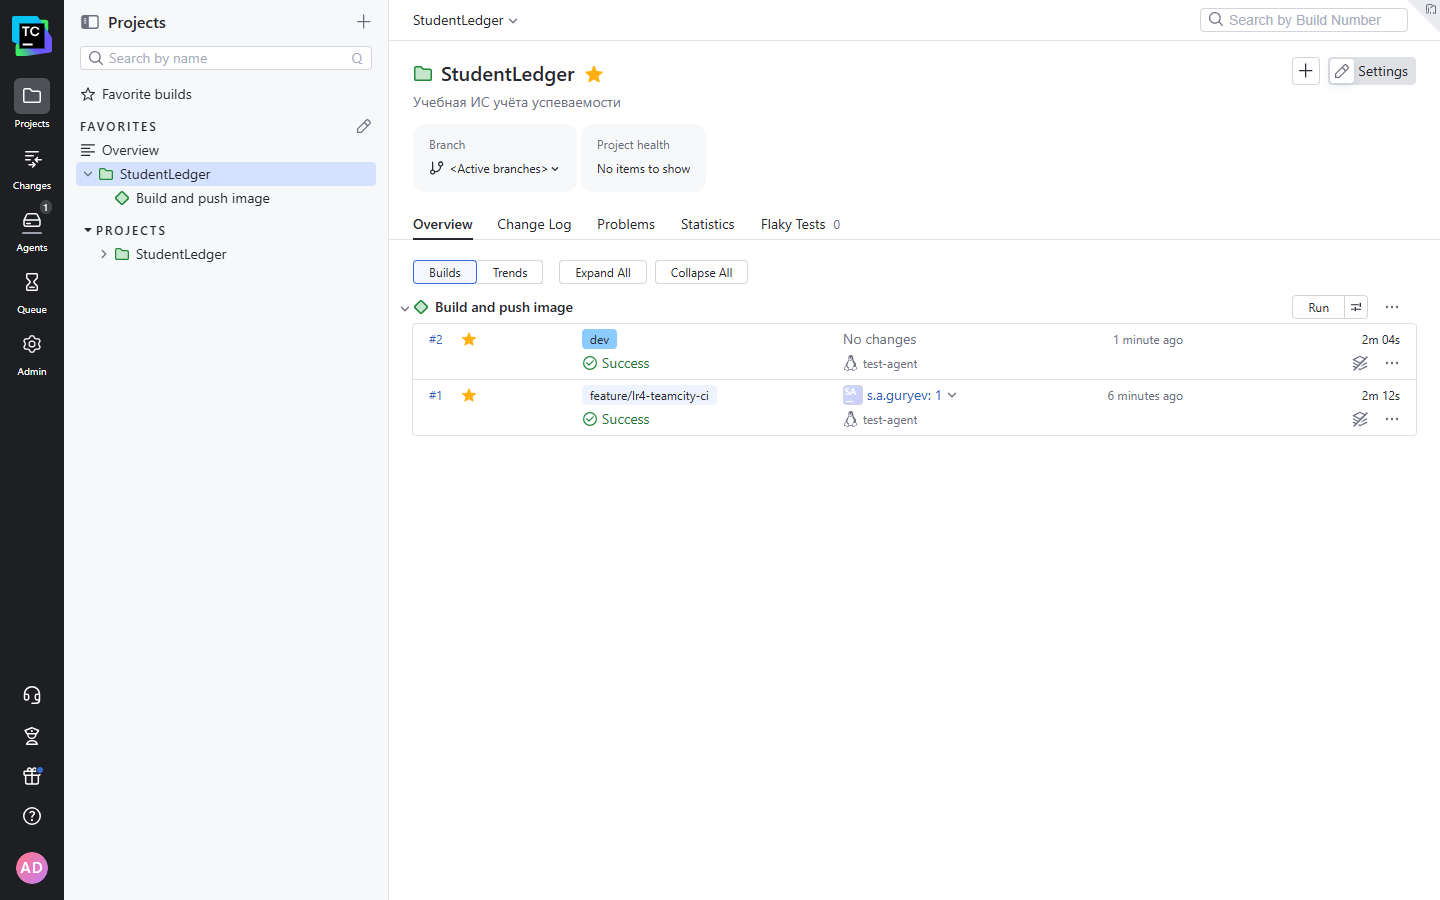 TC
Projects
Changes
1
Agents
Queue
Admin
AD
Projects
Search by name
Q
Favorite builds
FAVORITES
Overview
StudentLedger
Build and push image
PROJECTS
StudentLedger
StudentLedger
Search by Build Number
StudentLedger
Settings
Учебная ИС учёта успеваемости
Branch
<Active branches>
Project health
No items to show
Overview
Change Log
Problems
Statistics
Flaky Tests 0
Builds
Trends
Expand All
Collapse All
Build and push image
Run
#2
dev
No changes
1 minute ago
2m 04s
Success
test-agent
#1
feature/lr4-teamcity-ci
SA
s.a.guryev: 1
6 minutes ago
2m 12s
Success
test-agent